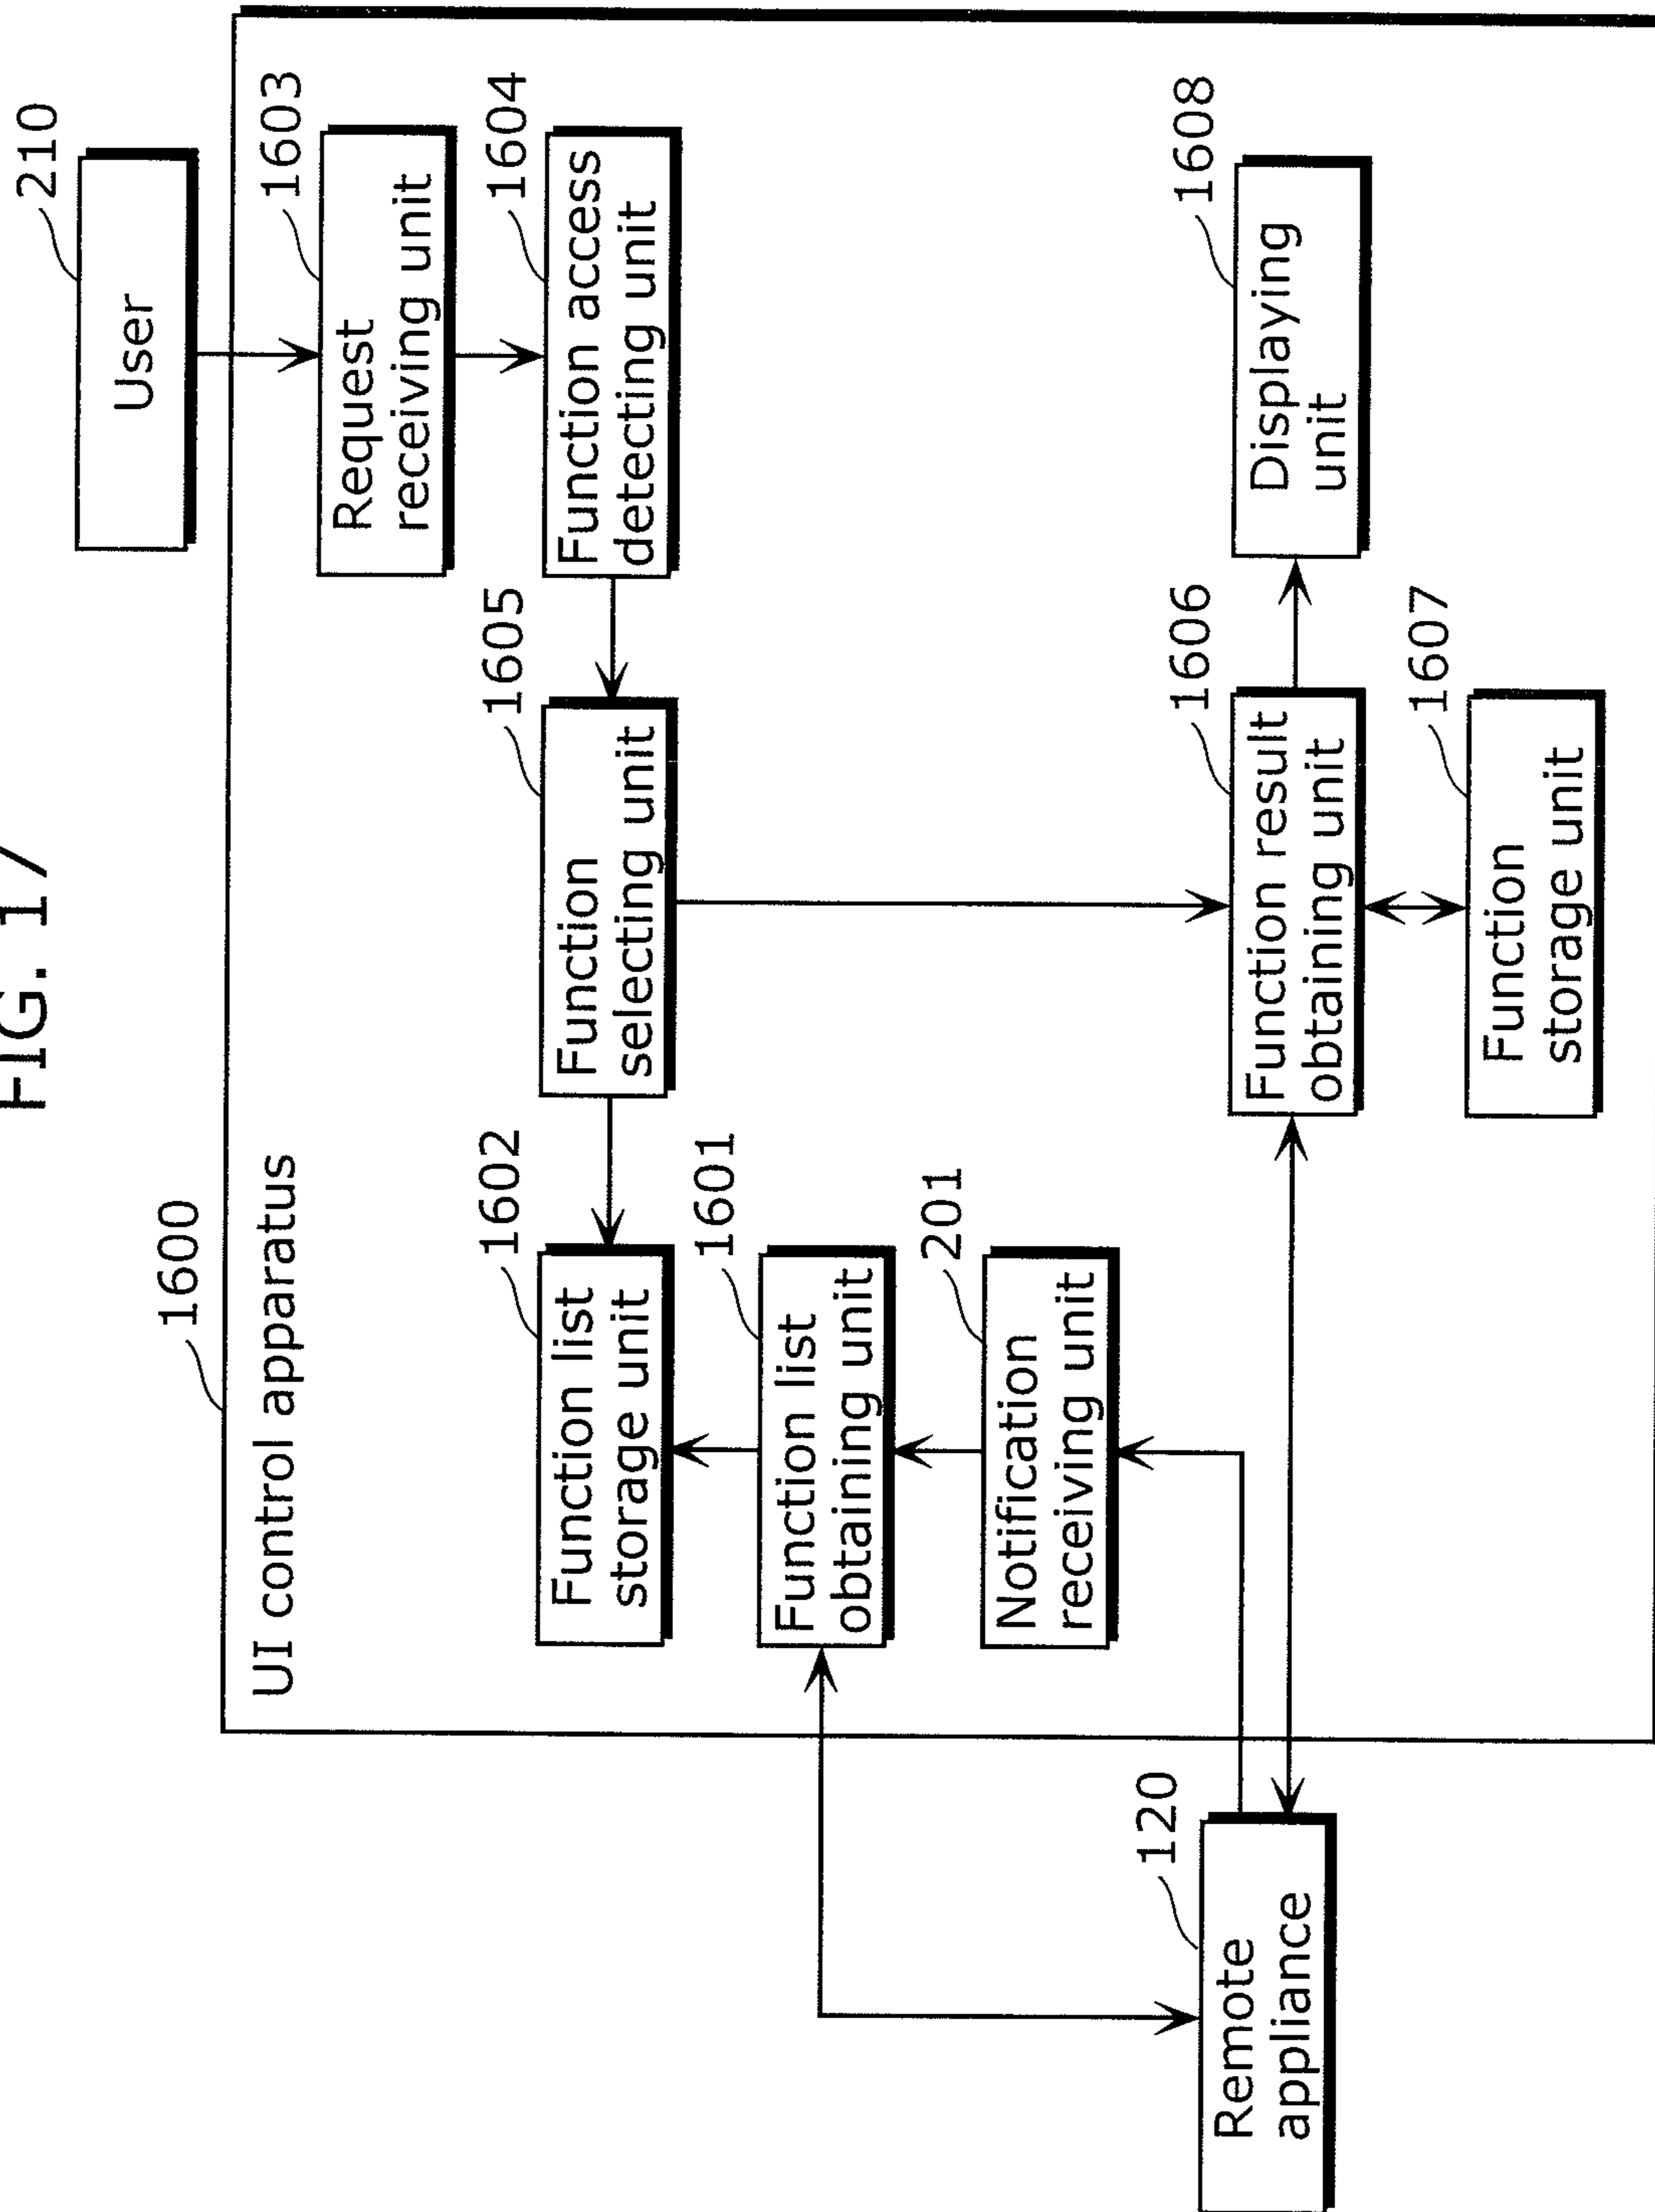 FIG. 17
210
User
1600
UI control apparatus
1603
Request
receiving unit
1602
Function list
storage unit
1605
Function
selecting unit
1604
Function access
detecting unit
1601
Function list
obtaining unit
201
Notification
receiving unit
120
Remote
appliance
1606
Function result
obtaining unit
1608
Displaying
unit
1607
Function
storage unit